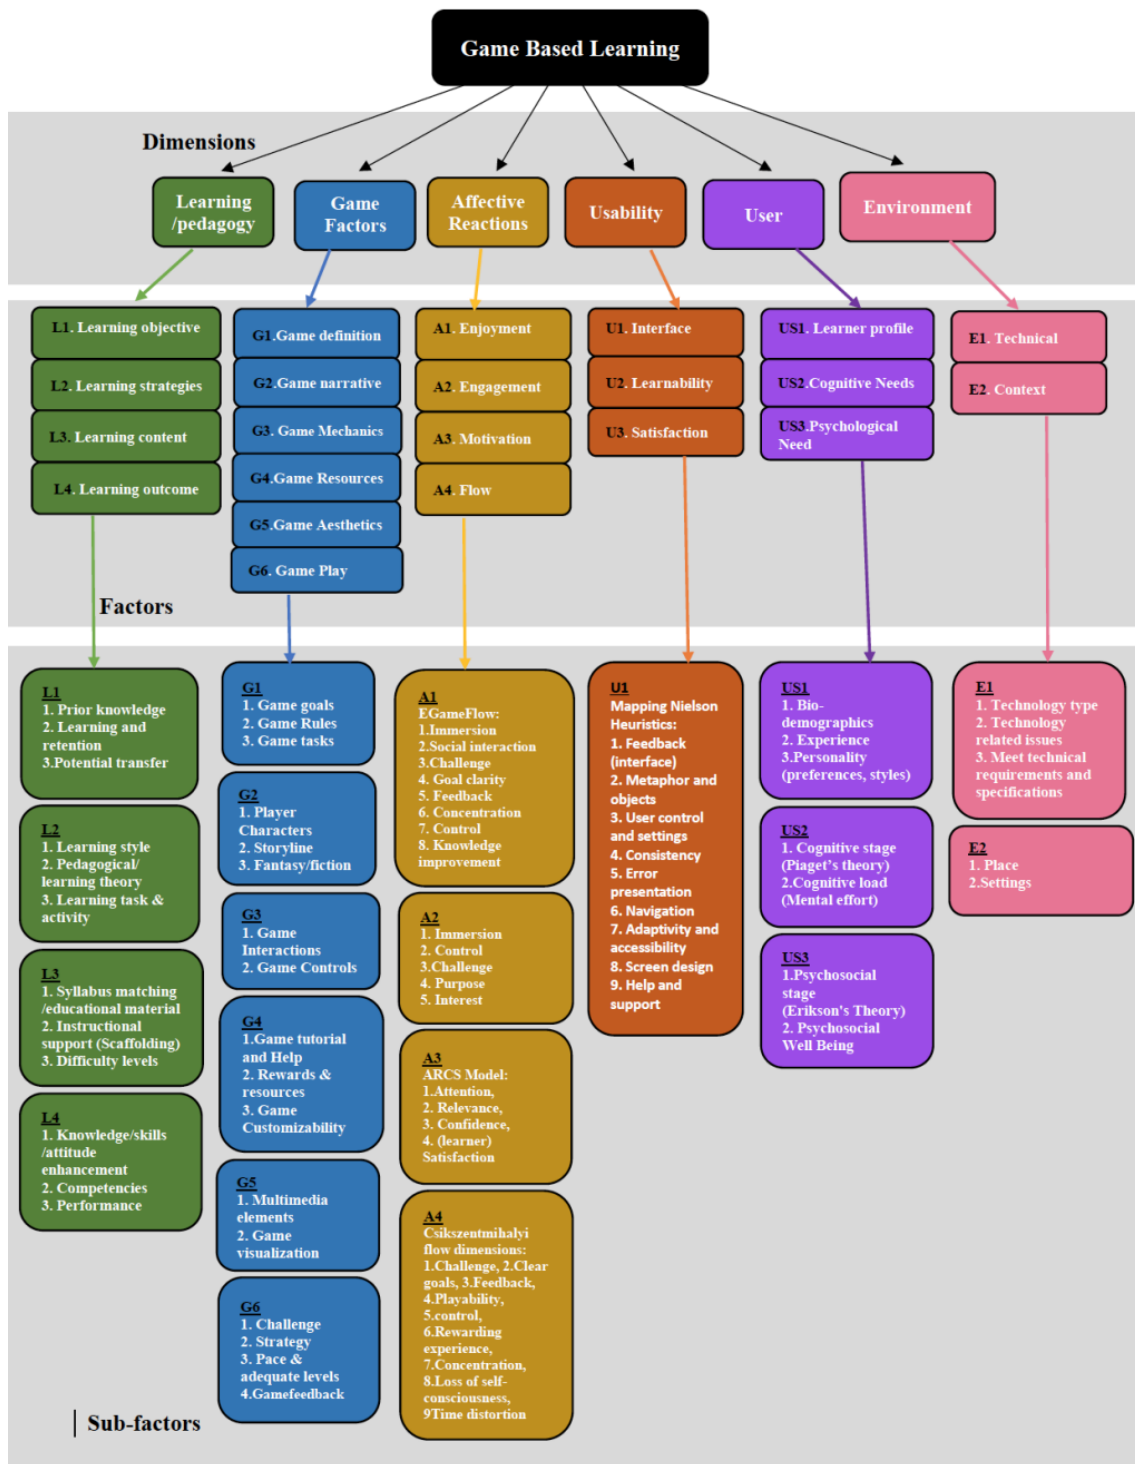 Game Based Learning
Dimensions
Learning
/pedagogy
Game
Factors
Affective
Reactions
Usability
User
Environment
L1. Learning objective
L2. Learning strategies
L3. Learning content
L4. Learning outcome
G1.Game definition
G2.Game narrative
G3. Game Mechanics
G4.Game Resources
G5.Game Aesthetics
G6. Game Play
A1. Enjoyment
A2. Engagement
A3. Motivation
A4. Flow
U1. Interface
U2. Learnability
U3. Satisfaction
US1. Learner profile
US2.Cognitive Needs
US3.Psychological
Need
E1. Technical
E2. Context
Factors
L1
1. Prior knowledge
2. Learning and
retention
3.Potential transfer
L2
1. Learning style
2. Pedagogical/
learning theory
3. Learning task &
activity
L3
1. Syllabus matching
/educational material
2. Instructional
support (Scaffolding)
3. Difficulty levels
L4
1. Knowledge/skills
/attitude
enhancement
2. Competencies
3. Performance
G1
1. Game goals
2. Game Rules
3. Game tasks
G2
1. Player
Characters
2. Storyline
3. Fantasy/fiction
G3
1. Game
Interactions
2. Game Controls
G4
1.Game tutorial
and Help
2. Rewards &
resources
3. Game
Customizability
G5
1. Multimedia
elements
2. Game
visualization
G6
1. Challenge
2. Strategy
3. Pace &
adequate levels
4.Gamefeedback
A1
EGameFlow:
1.Immersion
2.Social interaction
3.Challenge
4. Goal clarity
5. Feedback
6. Concentration
7. Control
8. Knowledge
improvement
A2
1. Immersion
2. Control
3.Challenge
4. Purpose
5. Interest
A3
ARCS Model:
1.Attention,
2. Relevance,
3. Confidence,
4. (learner)
Satisfaction
A4
Csikszentmihalyi
flow dimensions:
1.Challenge, 2.Clear
goals, 3.Feedback,
4.Playability,
5.control,
6.Rewarding
experience,
7.Concentration,
8.Loss of self-
consciousness,
9Time distortion
U1
Mapping Nielson
Heuristics:
1. Feedback
(interface)
2. Metaphor and
objects
3. User control
and settings
4. Consistency
5. Error
presentation
6. Navigation
7. Adaptivity and
accessibility
8. Screen design
9. Help and
support
US1
1. Bio-
demographics
2. Experience
3.Personality
(preferences, styles)
US2
1. Cognitive stage
(Piaget's theory)
2.Cognitive load
(Mental effort)
US3
1.Psychosocial
stage
(Erikson's Theory)
2. Psychosocial
Well Being
E1
1. Technology type
2. Technology
related issues
3. Meet technical
requirements and
specifications
E2
1. Place
2.Settings
Sub-factors